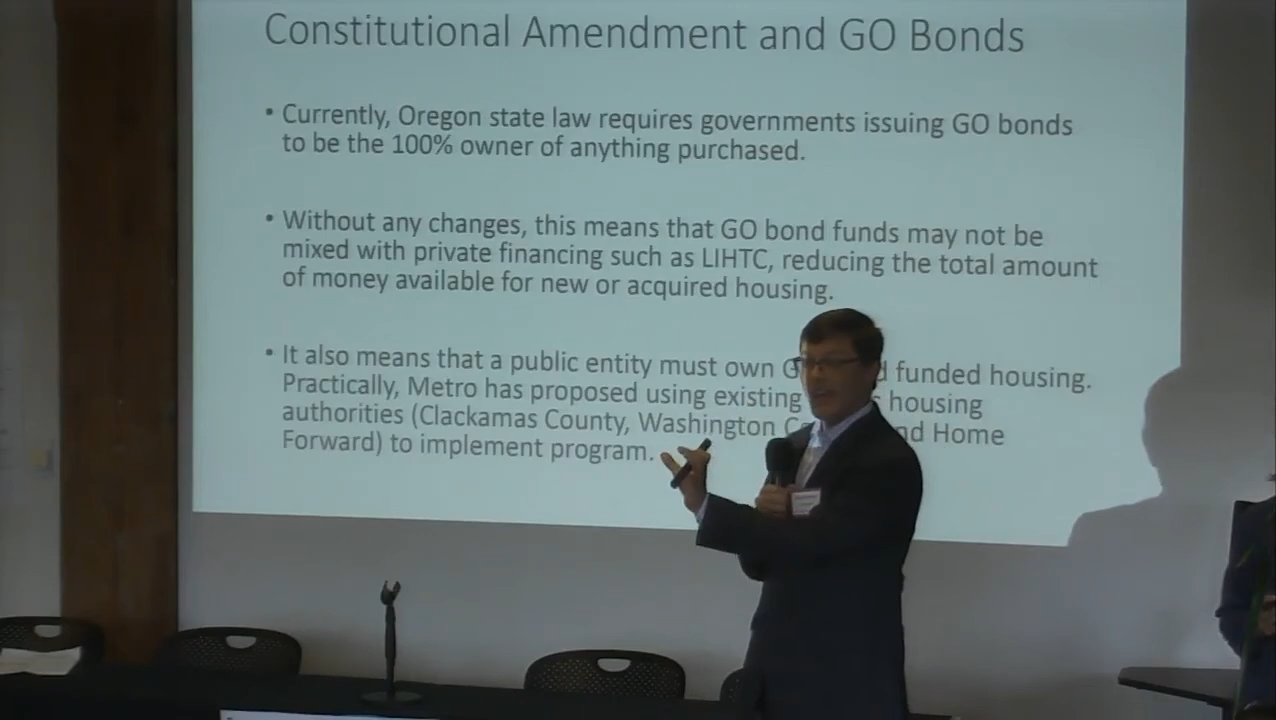 Constitutional Amendment and GO Bonds
• Currently, Oregon state law requires governments issuing GO bonds
to be the 100% owner of anything purchased.
• Without any changes, this means that GO bond funds may not be
mixed with private financing such as LIHTC, reducing the total amount
of money available for new or acquired housing.
• It also means that a public entity must own funded housing.
Practically, Metro has proposed using existing housing
authorities (Clackamas County, Washington Home
Forward) to implement program.